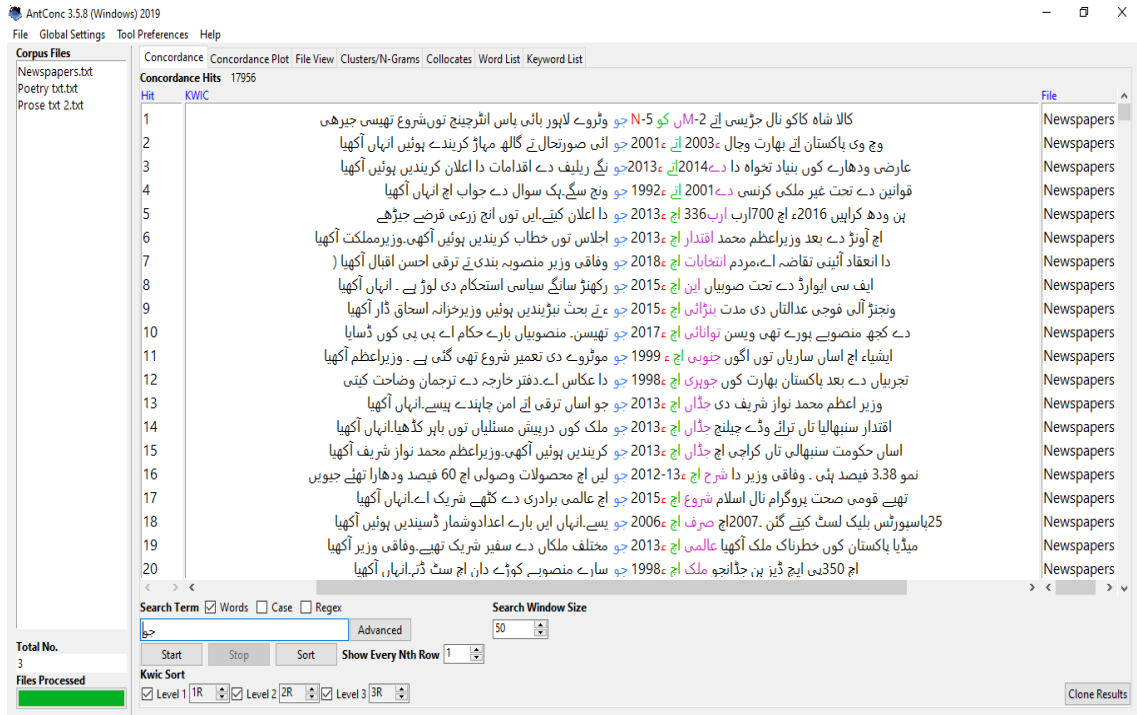 AntConc 3.5.8 (Windows) 2019
File Global Settings Tool Preferences Help
Corpus Files
Newspapers.txt
Poetry txt.txt
Prose txt 2.txt
Total No.
3
Files Processed
Concordance Concordance Plot File View Clusters/N-Grams Collocates Word List Keyword List
Concordance Hits 17956
Hit KWIC File
1 کالا شاہ کاکو نال جڑیسی اتے M-2ں کو N-5 جو وٹروے لاہور بائی پاس انٹرچینج توں شروع تھیسی جیرھی Newspapers
2 وچ وی پاکستان اتے بھارت وچال 2003ء اتے 2001ء جو ائی صورتحال تے گالھ مہاڑ کریندے ہوئیں انہاں آکھیا Newspapers
3 عارضی ودھارے کوں بنیاد تخواہ دا دے2014اتے 2013ءجو نگے ریلیف دے اقدامات دا اعلان کریندیں ہوئیں آکھیا Newspapers
4 قوانین دے تحت غیر ملکی کرنسی دے2001 اتے 1992ء جو ونج سگے.ہک سوال دے جواب اچ انہاں آکھیا Newspapers
5 ہن ودھ کراہیں 2016ء اچ 700ارب ارب336 اچ 2013ء جو دا اعلان کیتے.ایں توں انج زرعی قرضے جیڑھے Newspapers
6 اچ آونڑ دے بعد وزیراعظم محمد اقتدار اچ 2013ء جو اجلاس توں خطاب کریندیں ہوئیں آکھی.وزیرمملکت آکھیا Newspapers
7 دا انعقاد آئینی تقاضہ اے،مردم انتخابات اچ 2018ء جو وفاقی وزیر منصوبہ بندی تے ترقی احسن اقبال آکھیا ( Newspapers
8 ایف سی ایوارڈ دے تحت صوبیاں این اچ 2015ء جو رکھنڑ سانگے سیاسی استحکام دی لوڑ ہے ۔ انہاں آکھیا Newspapers
9 ونجنڑ آلی فوجی عدالتاں دی مدت بنڑائی اچ 2015ء جو ء تے بحث نبڑیندیں ہوئیں وزیرخزانہ اسحاق ڈار آکھیا Newspapers
10 دے کجھ منصوبے پورے تھی ویسن توانائی اچ 2017ء جو تھیسن۔ منصوبیاں بارے حکام اے پی پی کوں ڈسایا Newspapers
11 ایشیاء اچ اساں ساریاں توں اگوں جنوبی اچ 1999 ء جو موٹروے دی تعمیر شروع تھی گئی ہے ۔ وزیراعظم آکھیا Newspapers
12 تجربیاں دے بعد پاکستان بھارت کوں جوہری اچ 1998ء جو دا عکاس اے.دفتر خارجہ دے ترجمان وضاحت کیتی Newspapers
13 وزیر اعظم محمد نواز شریف دی جڈاں اچ 2013ء جو جو اساں ترقی اتے امن چاہندے ہیسے.انہاں آکھیا Newspapers
14 اقتدار سنبھالیا تاں ترائے وڈے چیلنج جڈاں اچ 2013ء جو ملک کوں درپیش مسئلیاں توں باہر کڈھیا.انہاں آکھیا Newspapers
15 اساں حکومت سنبھالی تاں کراچی اچ جڈاں اچ 2013ء جو کریندیں ہوئیں آکھی.وزیراعظم محمد نواز شریف آکھیا Newspapers
16 نمو 3.38 فیصد ہئی ۔ وفاقی وزیر دا شرح اچ 2012-13ء جو لیں اچ محصولات وصولی اچ 60 فیصد ودھارا تھئے جیویں Newspapers
17 تھیے قومی صحت پروگرام نال اسلام شروع اچ 2015ء جو اچ عالمی برادری دے کٹھے شریک اے.انہاں آکھیا Newspapers
18 25پاسپورٹس بلیک لسٹ کیتے گئن ۔2007اچ صرف اچ 2006ء جو یسے.انہاں ایں بارے اعدادوشمار ڈسیندیں ہوئیں آکھیا Newspapers
19 میڈیا پاکستان کوں خطرناک ملک آکھیا عالمی اچ 2013ء جو مختلف ملکاں دے سفیر شریک تھیے.وفاقی وزیر آکھیا Newspapers
20 اچ 350پی ایچ ڈیز ہن جڈانجو ملک اچ 1998ء جو سارے منصوبے کوڑے دان اچ سٹ ڈتے.انہاں آکھیا Newspapers
Search Term Words Case Regex Search Window Size
جو Advanced 50
Start Stop Sort Show Every Nth Row 1
Kwic Sort
Level 1 1R Level 2 2R Level 3 3R Clone Results